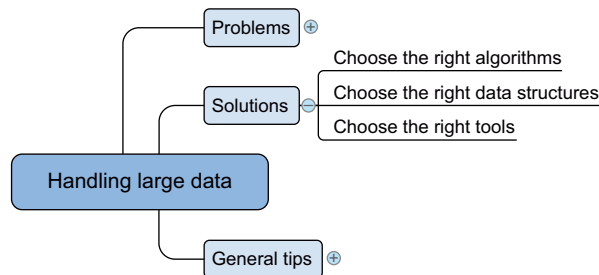 Problems
Choose the right algorithms
Solutions
Choose the right data structures
Choose the right tools
Handling large data
General tips